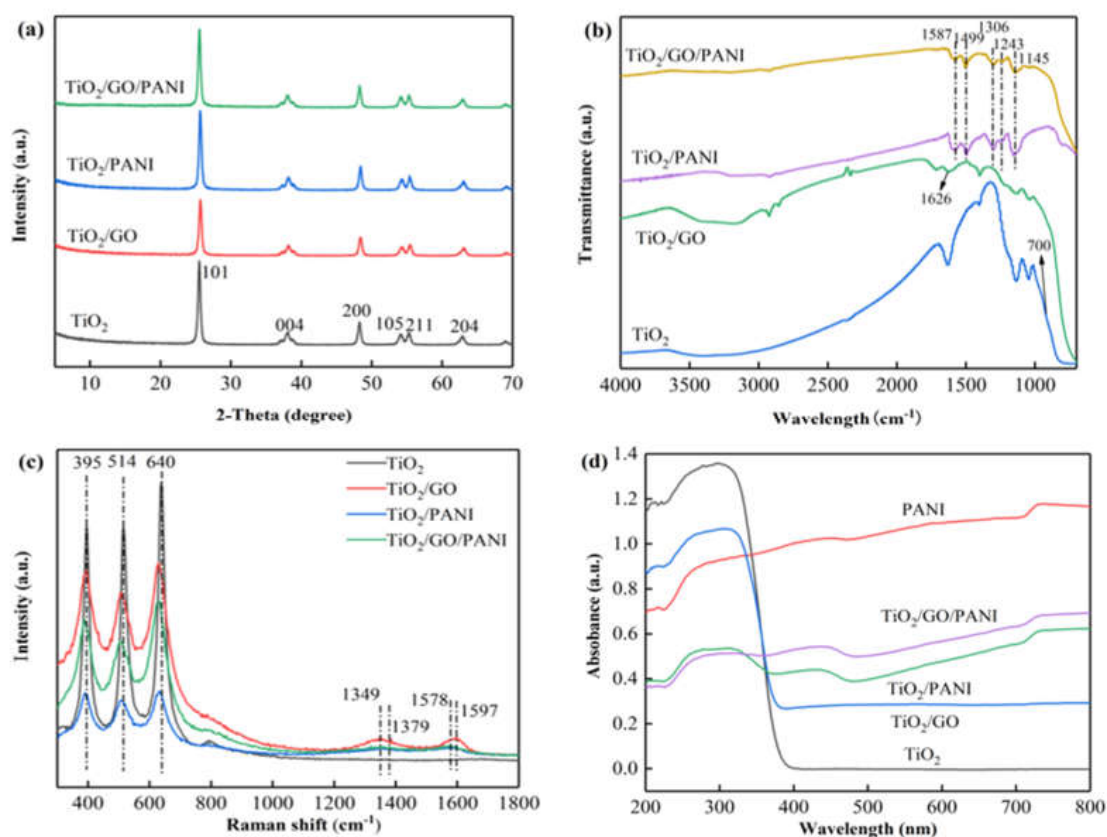 (a)
TiO2/GO/PANI
TiO2/PANI
TiO2/GO
TiO2
101
004
200
105
211
204
Intensity (a.u.)
10 20 30 40 50 60 70
2-Theta (degree)
(b)
TiO2/GO/PANI
1587
1499
1306
1243
1145
TiO2/PANI
1626
TiO2/GO
700
TiO2
Transmittance (a.u.)
4000 3500 3000 2500 2000 1500 1000
Wavelength (cm-1)
(c)
395 514 640
TiO2
TiO2/GO
TiO2/PANI
TiO2/GO/PANI
1349
1379
1578
1597
Intensity (a.u.)
400 600 800 1000 1200 1400 1600 1800
Raman shift (cm-1)
(d)
1.4
1.2
1.0
0.8
0.6
0.4
0.2
0.0
PANI
TiO2/GO/PANI
TiO2/PANI
TiO2/GO
TiO2
Absobance (a.u.)
200 300 400 500 600 700 800
Wavelength (nm)